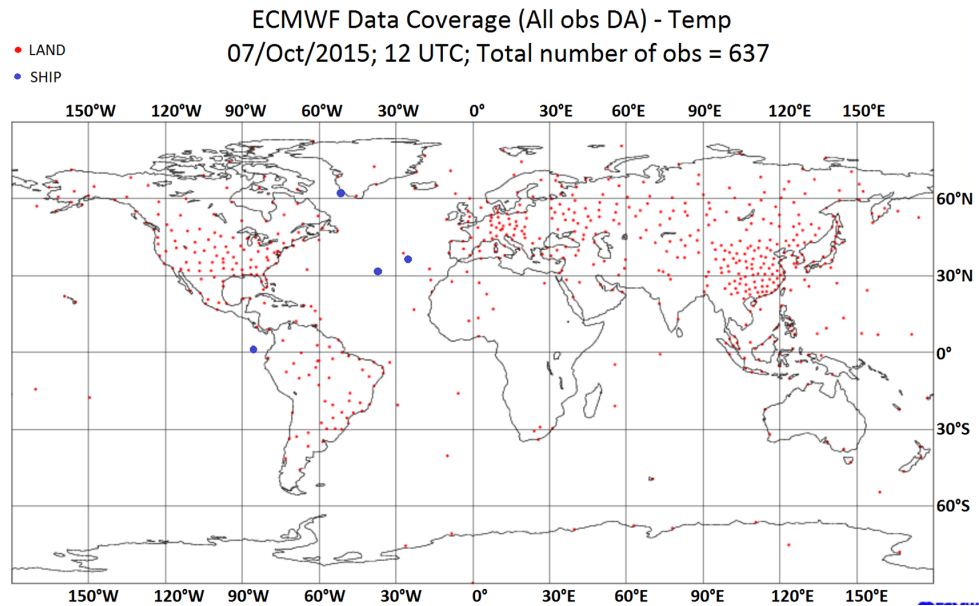 ECMWF Data Coverage (All obs DA) - Temp
07/Oct/2015; 12 UTC; Total number of obs = 637
LAND
SHIP
150°W 120°W 90°W 60°W 30°W 0° 30°E 60°E 90°E 120°E 150°E
60°N
30°N
0°
30°S
60°S
150°W 120°W 90°W 60°W 30°W 0° 30°E 60°E 90°E 120°E 150°E